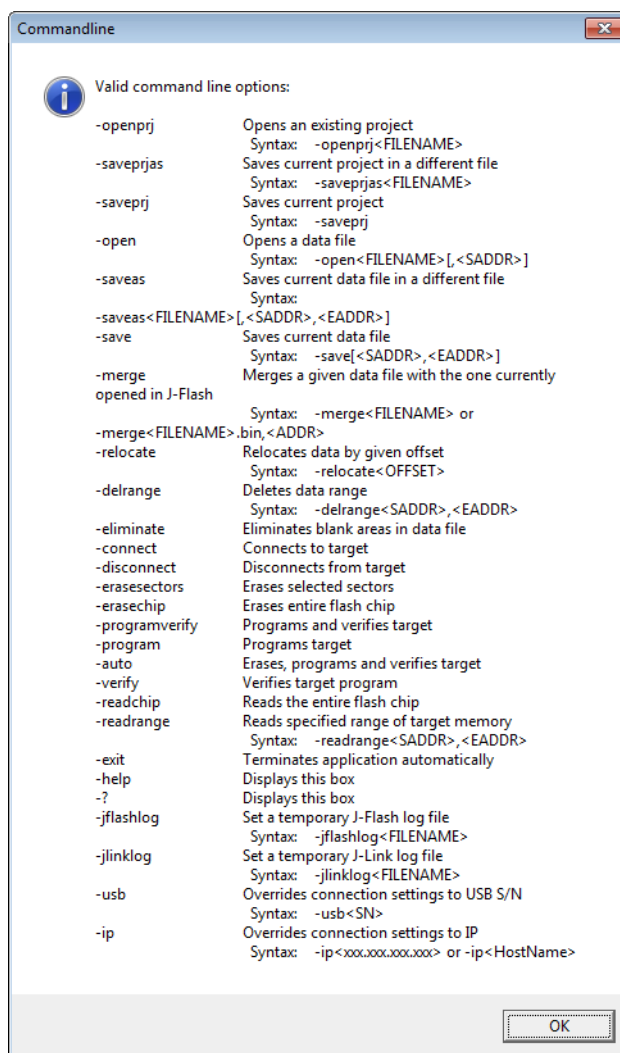 Commandline
Valid command line options:
-openprj Opens an existing project
Syntax: -openprj<FILENAME>
-saveprjas Saves current project in a different file
Syntax: -saveprjas<FILENAME>
-saveprj Saves current project
Syntax: -saveprj
-open Opens a data file
Syntax: -open<FILENAME>[,<SADDR>]
-saveas Saves current data file in a different file
Syntax:
-saveas<FILENAME>[,<SADDR>,<EADDR>]
-save Saves current data file
Syntax: -save[<SADDR>,<EADDR>]
-merge Merges a given data file with the one currently
opened in J-Flash
Syntax: -merge<FILENAME> or
-merge<FILENAME>.bin,<ADDR>
-relocate Relocates data by given offset
Syntax: -relocate<OFFSET>
-delrange Deletes data range
Syntax: -delrange<SADDR>,<EADDR>
-eliminate Eliminates blank areas in data file
-connect Connects to target
-disconnect Disconnects from target
-erasesectors Erases selected sectors
-erasechip Erases entire flash chip
-programverify Programs and verifies target
-program Programs target
-auto Erases, programs and verifies target
-verify Verifies target program
-readchip Reads the entire flash chip
-readrange Reads specified range of target memory
Syntax: -readrange<SADDR>,<EADDR>
-exit Terminates application automatically
-help Displays this box
-? Displays this box
-jflashlog Set a temporary J-Flash log file
Syntax: -jflashlog<FILENAME>
-jlinklog Set a temporary J-Link log file
Syntax: -jlinklog<FILENAME>
-usb Overrides connection settings to USB S/N
Syntax: -usb<SN>
-ip Overrides connection settings to IP
Syntax: -ip<xxx.xxx.xxx.xxx> or -ip<HostName>
OK